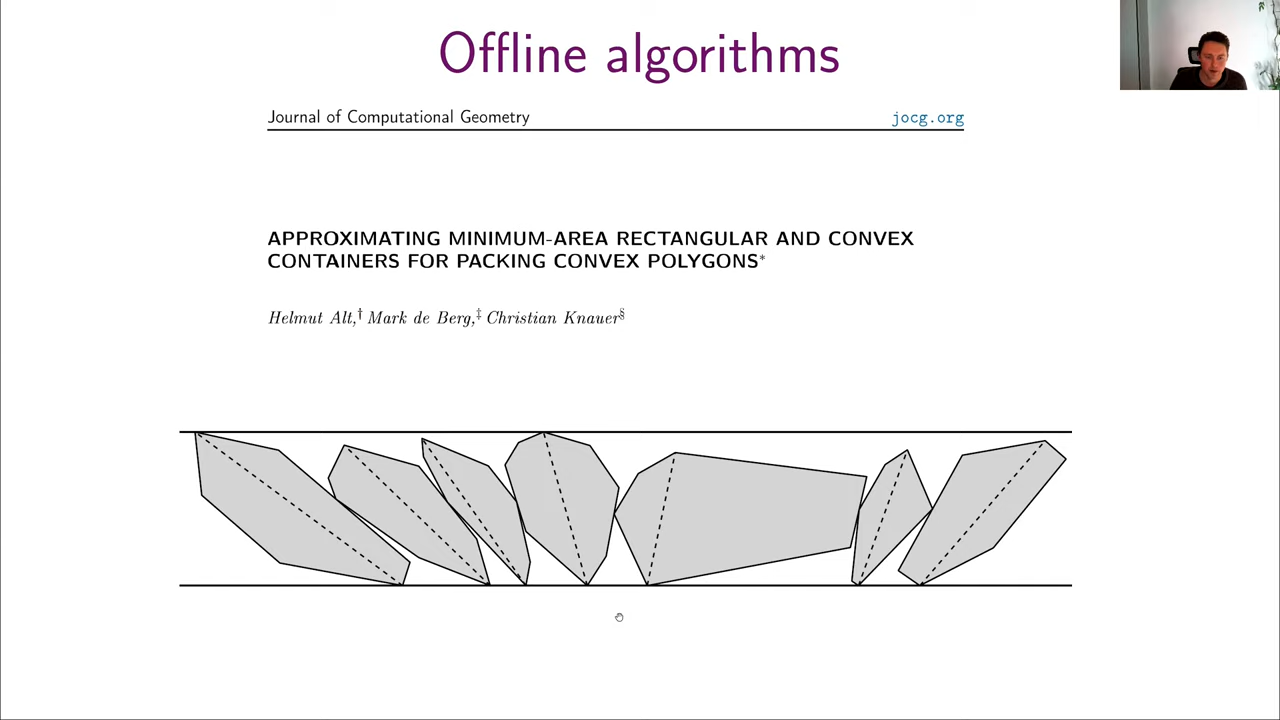 Offline algorithms
Journal of Computational Geometry jocg.org
APPROXIMATING MINIMUM-AREA RECTANGULAR AND CONVEX
CONTAINERS FOR PACKING CONVEX POLYGONS*
Helmut Alt,† Mark de Berg,‡ Christian Knauer§